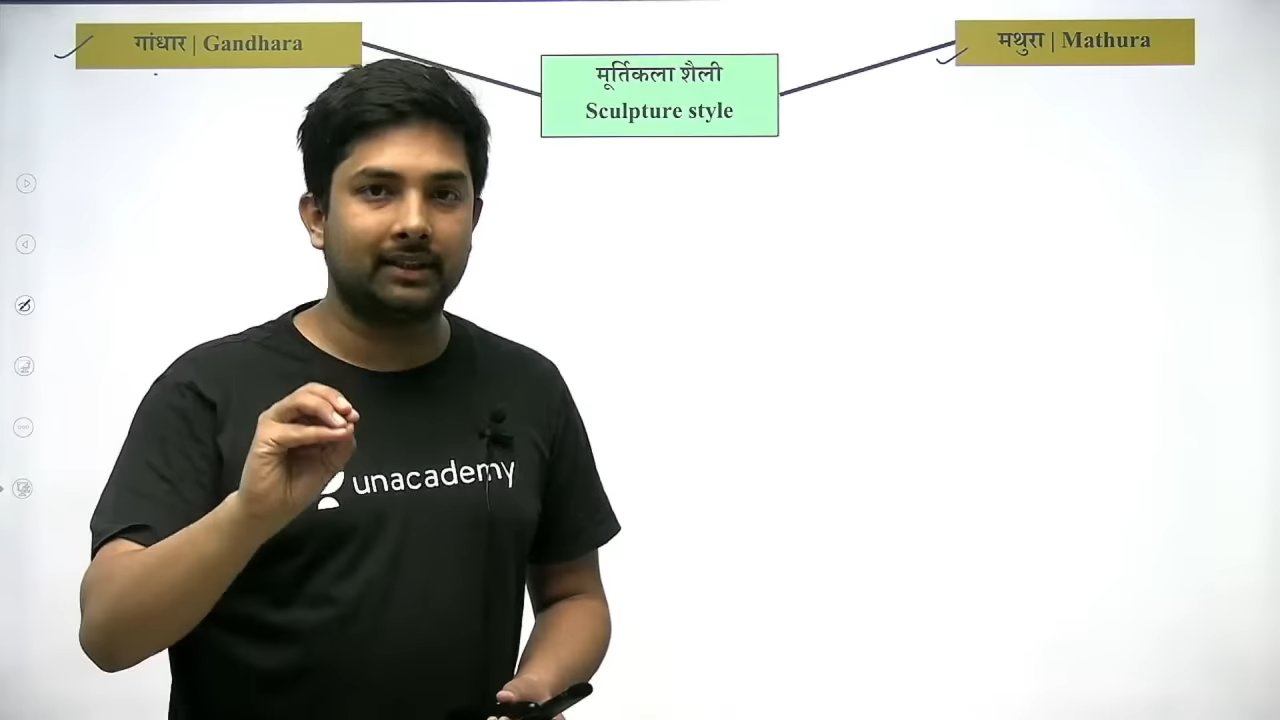 गांधार | Gandhara
मूर्तिकला शैली
Sculpture style
मथुरा | Mathura
unacademy